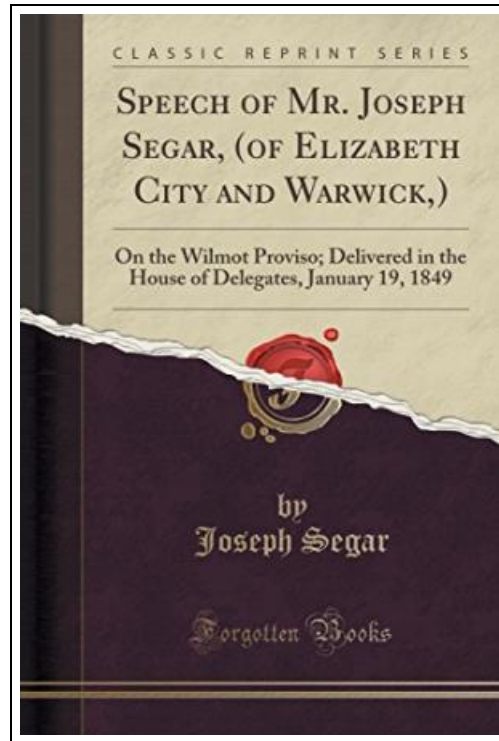 CLASSIC REPRINT SERIES
SPEECH OF MR. JOSEPH
SEGAR, (OF ELIZABETH
CITY AND WARWICK,)
On the Wilmot Proviso; Delivered in the
House of Delegates, January 19, 1849
F
by
Joseph Segar
Forgotten Books